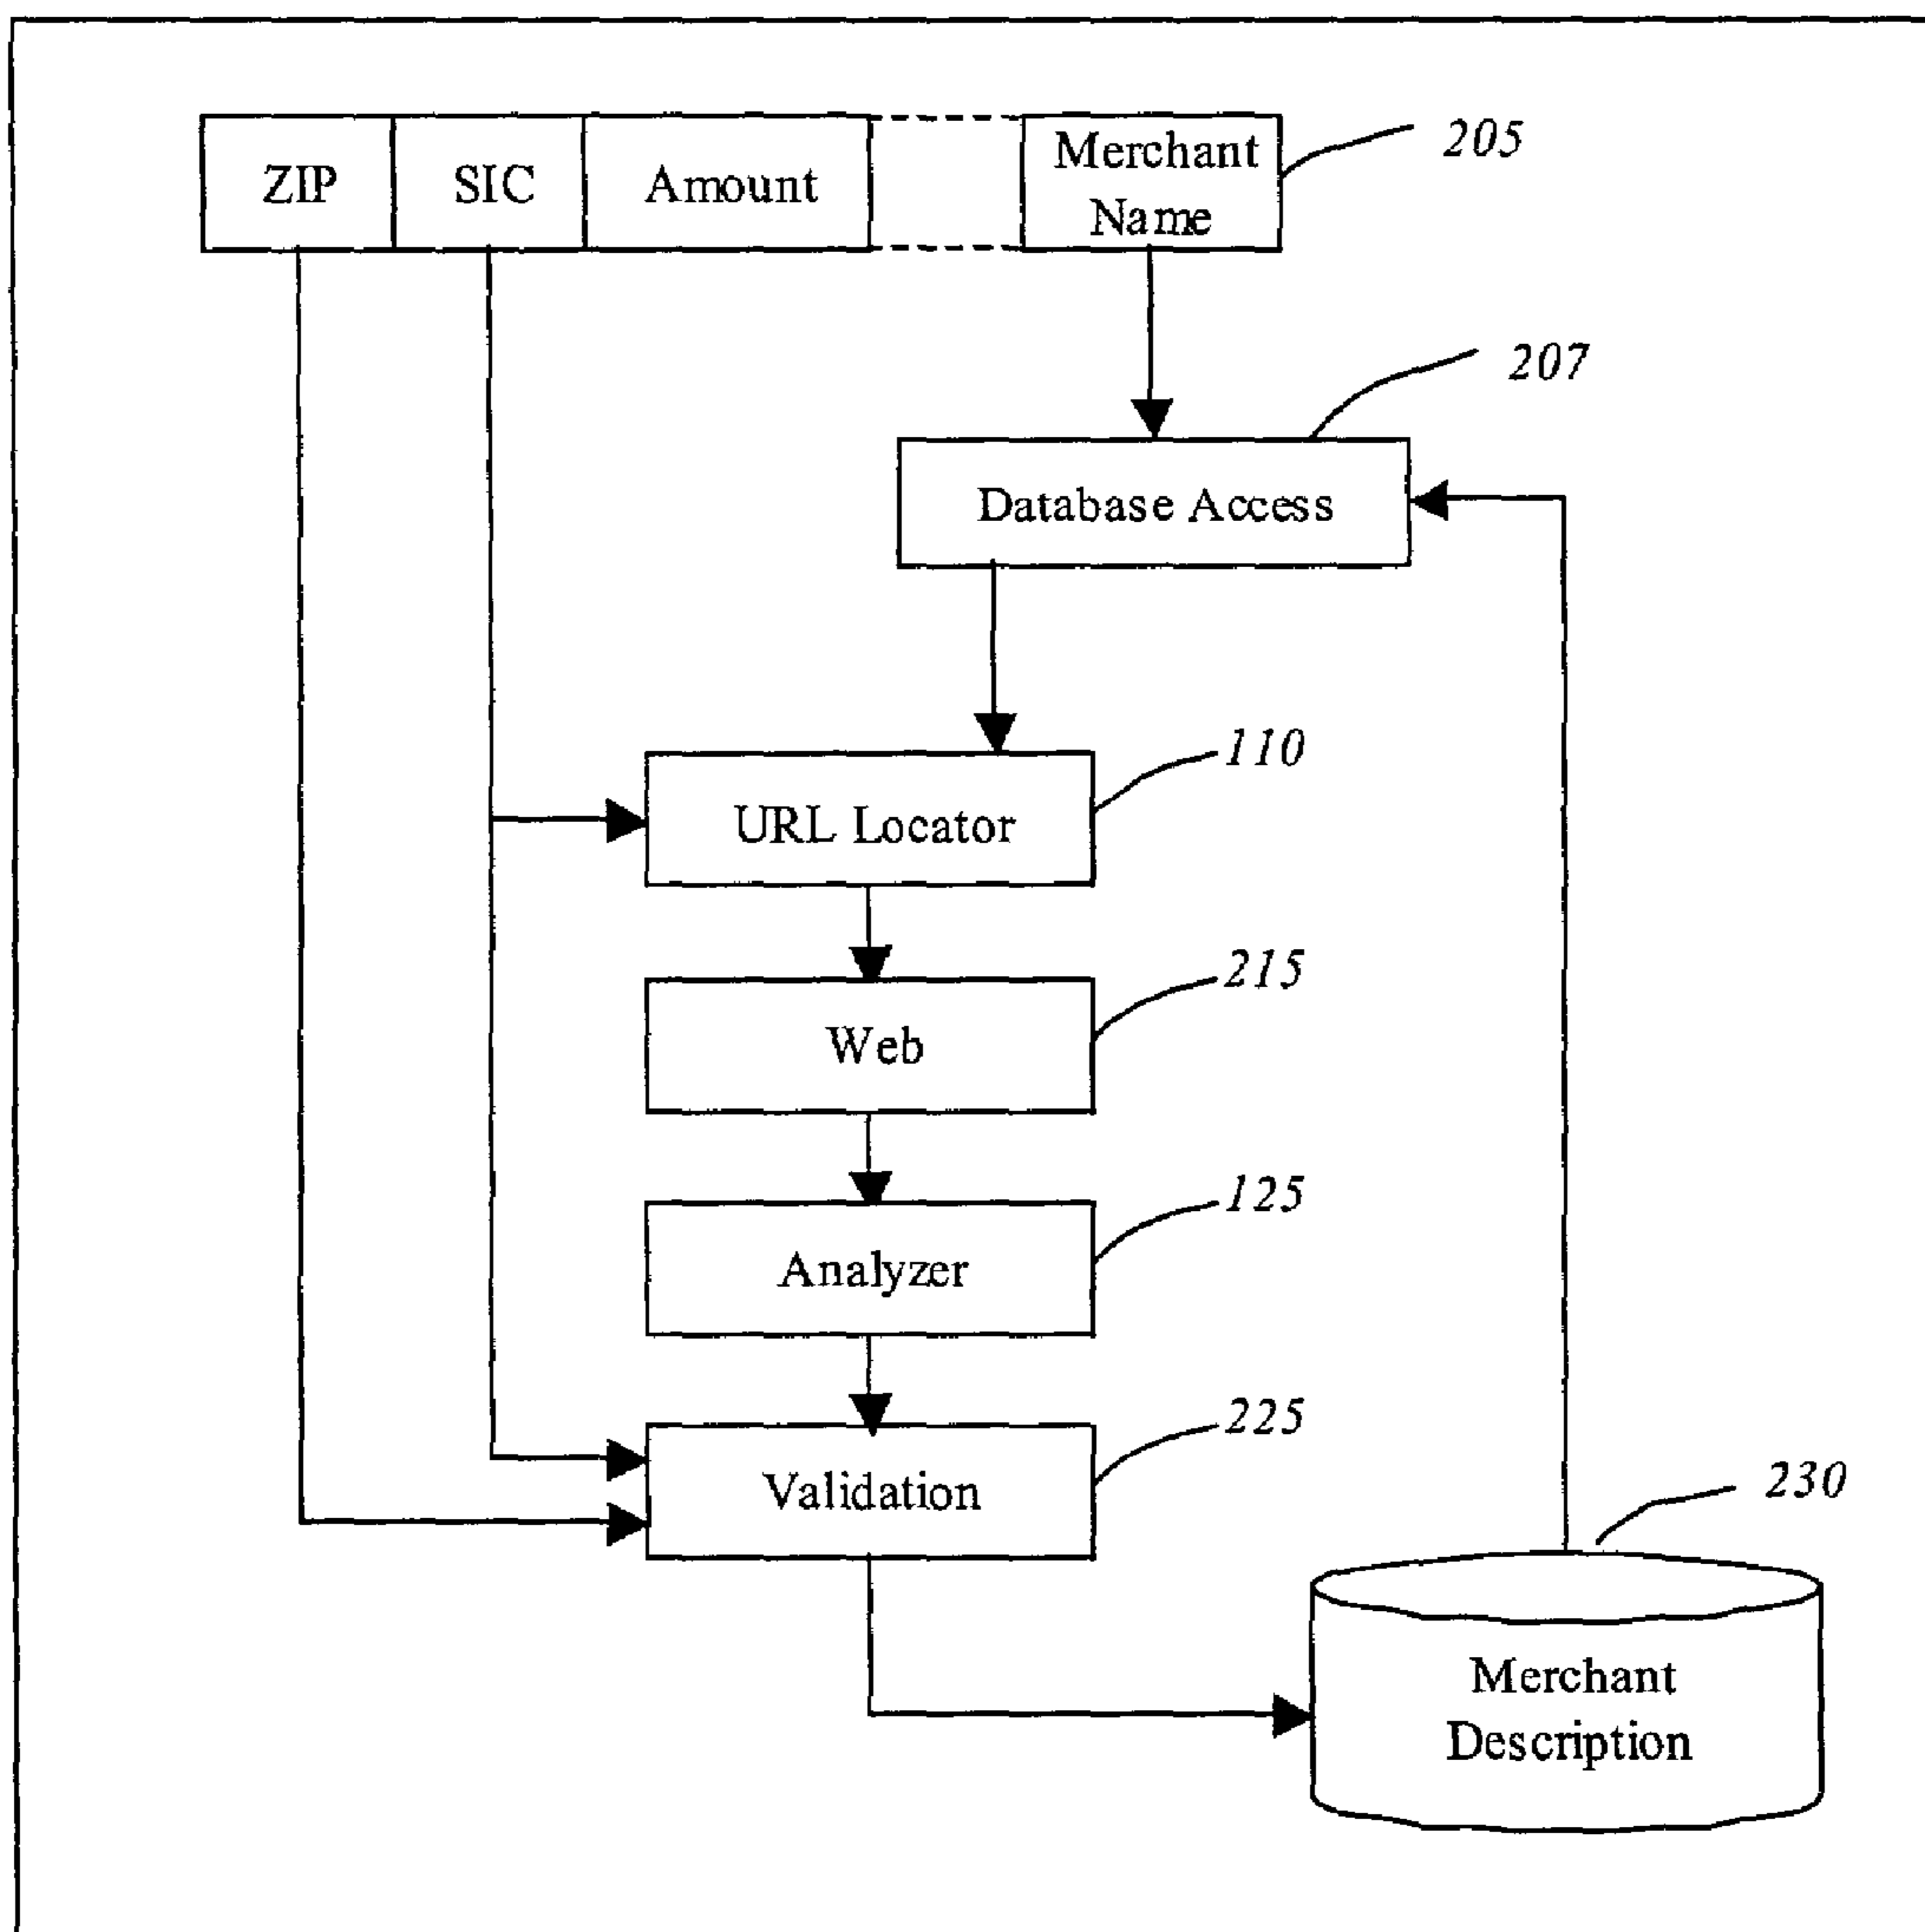 ZIP
SIC
Amount
Merchant
Name
205
207
Database Access
110
URL Locator
215
Web
125
Analyzer
225
Validation
230
Merchant
Description